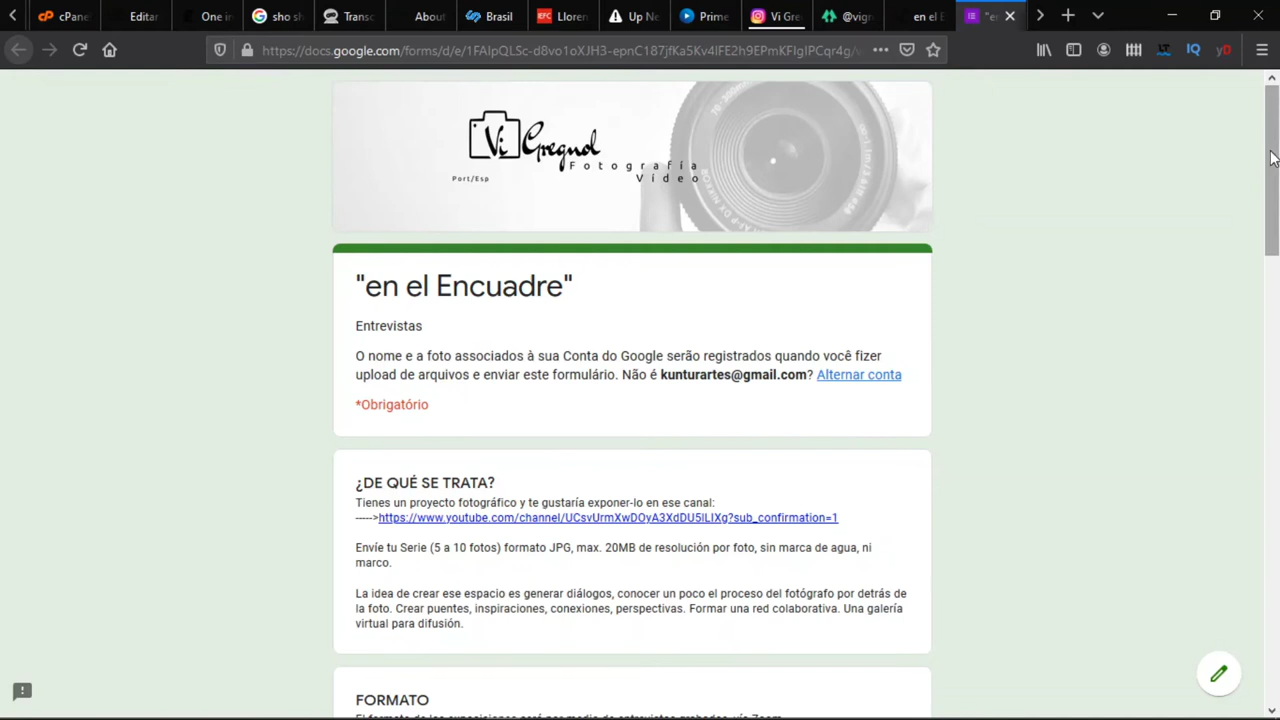 cPane
Editar
One in
sho sh
Transc
About
Brasil
Lloren
Up Ne
Prime
Vi Gre
@vigr
en el E
"e
https://docs.google.com/forms/d/e/1FAIpQLSc-d8vo1oXJH3-epnC187jfKa5Kv4lFE2h9EPmKFIglPCqr4g/
Vi Gregnol
Fotografía
Port/Esp
Vídeo
"en el Encuadre"
Entrevistas
O nome e a foto associados à sua Conta do Google serão registrados quando você fizer
upload de arquivos e enviar este formulário. Não é kunturartes@gmail.com? Alternar conta
*Obrigatório
¿DE QUÉ SE TRATA?
Tienes un proyecto fotográfico y te gustaría exponer-lo en ese canal:
----->https://www.youtube.com/channel/UCsvUrmXwDOyA3XdDU5ILIXg?sub_confirmation=1
Envíe tu Serie (5 a 10 fotos) formato JPG, max. 20MB de resolución por foto, sin marca de agua, ni
marco.
La idea de crear ese espacio es generar diálogos, conocer un poco el proceso del fotógrafo por detrás de
la foto. Crear puentes, inspiraciones, conexiones, perspectivas. Formar una red colaborativa. Una galería
virtual para difusión.
FORMATO